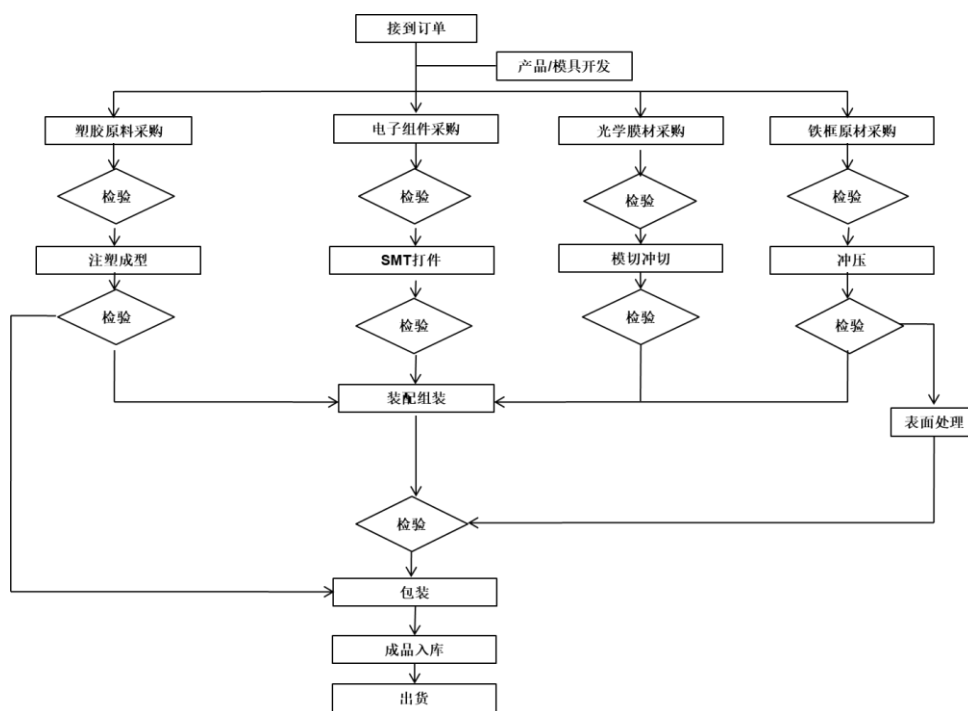 接到订单
产品/模具开发
塑胶原料采购
电子组件采购
光学膜材采购
铁框原材采购
检验
检验
检验
检验
注塑成型
SMT打件
模切冲切
冲压
检验
检验
检验
检验
装配组装
表面处理
检验
包装
成品入库
出货